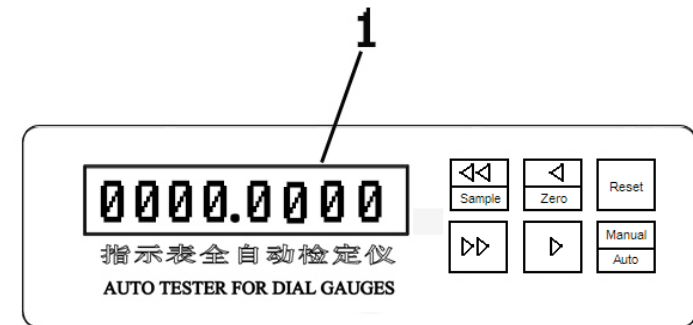 1
0000.0000
指示表全自动检定仪
AUTO TESTER FOR DIAL GAUGES
Sample
Zero
Reset
Manual
Auto